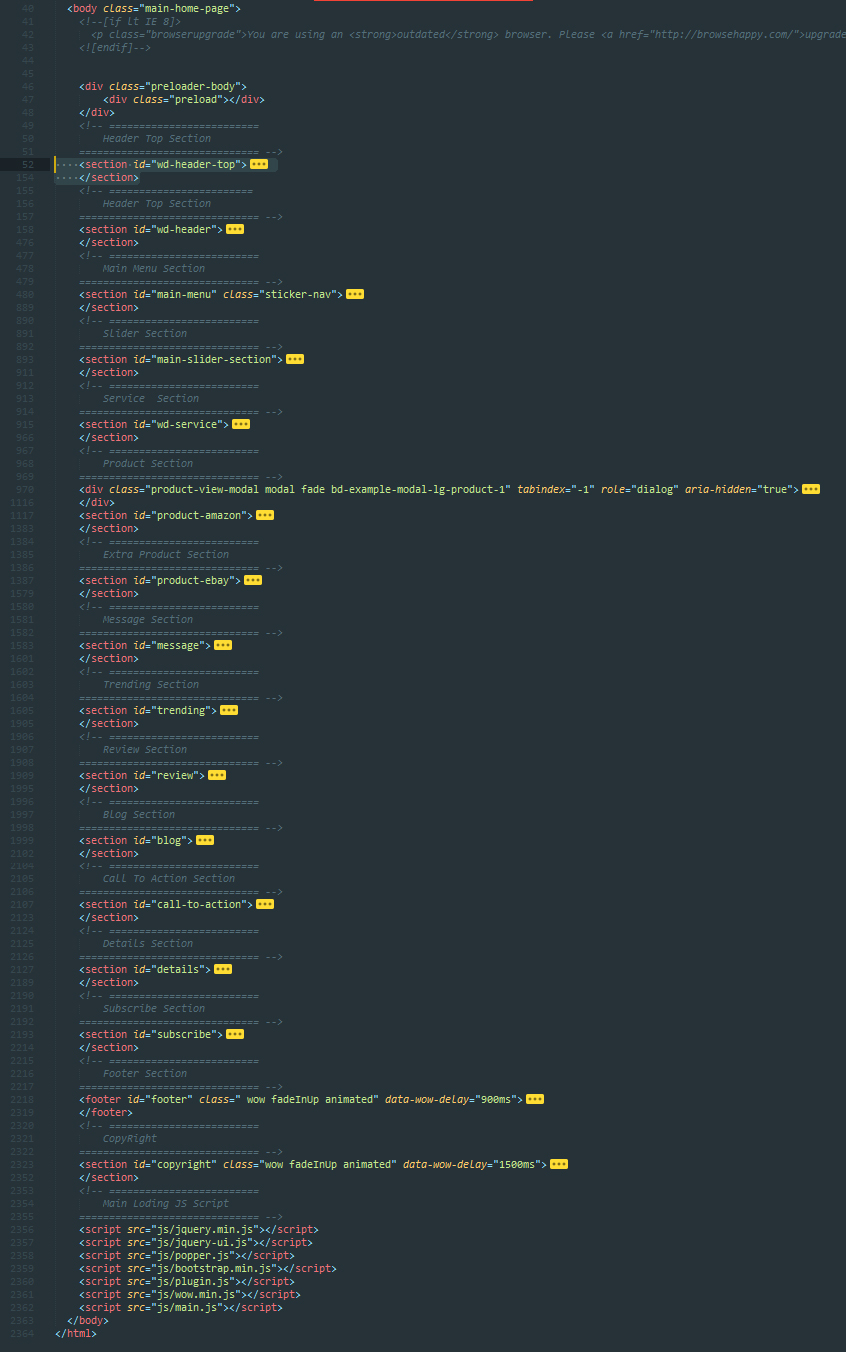 40 <body class="main-home-page">
41 <!--[if lt IE 8]>
42 <p class="browserupgrade">You are using an <strong>outdated</strong> browser. Please <a href="http://browsehappy.com/">upgrade
43 <![endif]-->
44
45
46 <div class="preloader-body">
47 <div class="preload"></div>
48 </div>
49 <!-- =========================
50 Header Top Section
51 ============================== -->
52 <section id="wd-header-top">
154 </section>
155 <!-- ========================
156 Header Top Section
157 ============================== -->
158 <section id="wd-header">
476 </section>
477 <!-- =========================
478 Main Menu Section
479 ============================== -->
480 <section id="main-menu" class="sticker-nav">
889 </section>
890 <!-- =========================
891 Slider Section
892 ============================== -->
893 <section id="main-slider-section">
911 </section>
912 <!-- =========================
913 Service  Section
914 ============================== -->
915 <section id="wd-service">
966 </section>
967 <!-- =========================
968 Product Section
969 ============================== -->
970 <div class="product-view-modal modal fade bd-example-modal-lg-product-1" tabindex="-1" role="dialog" aria-hidden="true">
1116 </div>
1117 <section id="product-amazon">
1383 </section>
1384 <!-- =========================
1385 Extra Product Section
1386 ============================== -->
1387 <section id="product-ebay">
1579 </section>
1580 <!-- =========================
1581 Message Section
1582 ============================== -->
1583 <section id="message">
1601 </section>
1602 <!-- =========================
1603 Trending Section
1604 ============================== -->
1605 <section id="trending">
1905 </section>
1906 <!-- =========================
1907 Review Section
1908 ============================== -->
1909 <section id="review">
1995 </section>
1996 <!-- =========================
1997 Blog Section
1998 ============================== -->
1999 <section id="blog">
2102 </section>
2104 <!-- =========================
2105 Call To Action Section
2106 ============================== -->
2107 <section id="call-to-action">
2123 </section>
2124 <!-- =========================
2125 Details Section
2126 ============================== -->
2127 <section id="details">
2189 </section>
2190 <!-- =========================
2191 Subscribe Section
2192 ============================== -->
2193 <section id="subscribe">
2214 </section>
2215 <!-- =========================
2216 Footer Section
2217 ============================== -->
2218 <footer id="footer" class=" wow fadeInUp animated" data-wow-delay="900ms">
2319 </footer>
2320 <!-- =========================
2321 CopyRight
2322 ============================== -->
2323 <section id="copyright" class="wow fadeInUp animated" data-wow-delay="1500ms">
2352 </section>
2353 <!-- =========================
2354 Main Loding JS Script
2355 ============================== -->
2356 <script src="js/jquery.min.js"></script>
2357 <script src="js/jquery-ui.js"></script>
2358 <script src="js/popper.js"></script>
2359 <script src="js/bootstrap.min.js"></script>
2360 <script src="js/plugin.js"></script>
2361 <script src="js/wow.min.js"></script>
2362 <script src="js/main.js"></script>
2363 </body>
2364 </html>